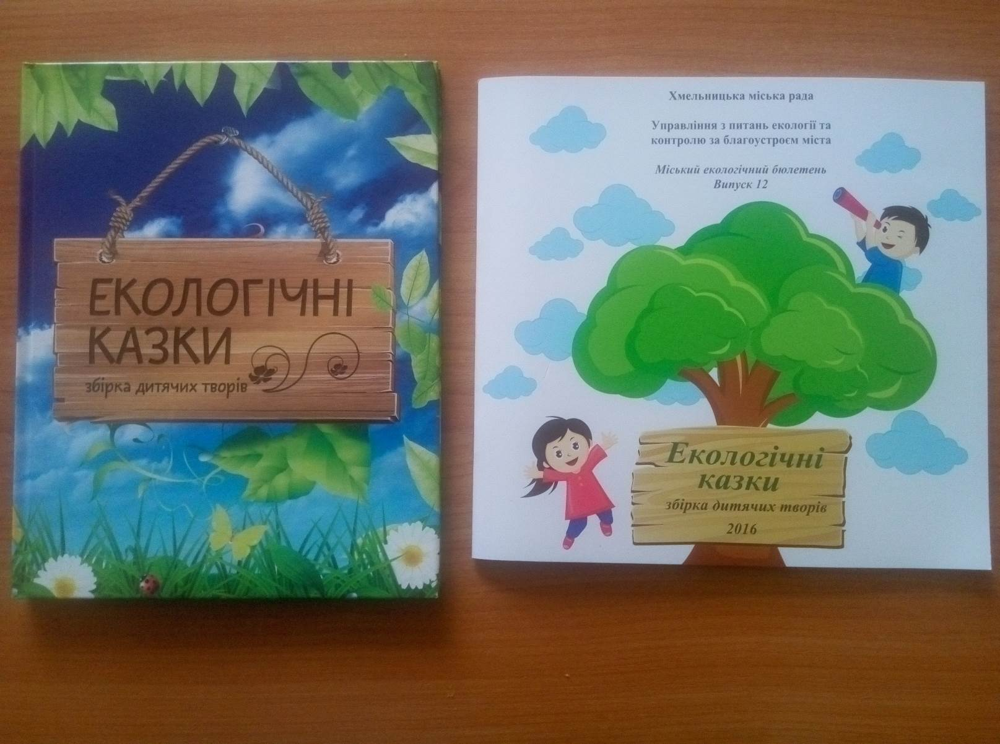 ЕКОЛОГІЧНІ
КАЗКИ
збірка дитячих творів
Хмельницька міська рада
Управління з питань екології та
контролю за благоустроєм міста
Міський екологічний бюлетень
Випуск 12
Екологічні
казки
збірка дитячих творів
2016